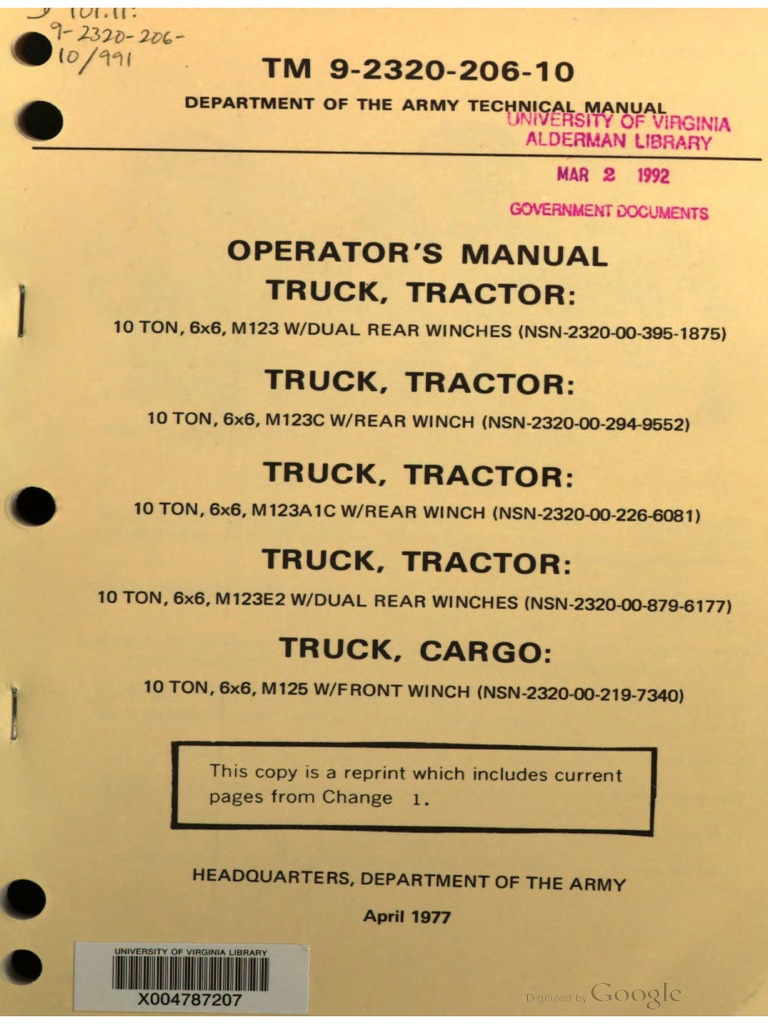 9-2320-206-
10/991
TM 9-2320-206-10
DEPARTMENT OF THE ARMY TECHNICAL MANUAL
UNIVERSITY OF VIRGINIA
ALDERMAN LIBRARY
MAR 2 1992
GOVERNMENT DOCUMENTS
OPERATOR'S MANUAL
TRUCK, TRACTOR:
10 TON, 6x6, M123 W/DUAL REAR WINCHES (NSN-2320-00-395-1875)
TRUCK, TRACTOR:
10 TON, 6x6, M123C W/REAR WINCH (NSN-2320-00-294-9552)
TRUCK, TRACTOR:
10 TON, 6x6, M123A1C W/REAR WINCH (NSN-2320-00-226-6081)
TRUCK, TRACTOR:
10 TON, 6x6, M123E2 W/DUAL REAR WINCHES (NSN-2320-00-879-6177)
TRUCK, CARGO:
10 TON, 6x6, M125 W/FRONT WINCH (NSN-2320-00-219-7340)
This copy is a reprint which includes current
pages from Change 1.
HEADQUARTERS, DEPARTMENT OF THE ARMY
April 1977
UNIVERSITY OF VIRGINIA LIBRARY
X004787207
Digitized by Google